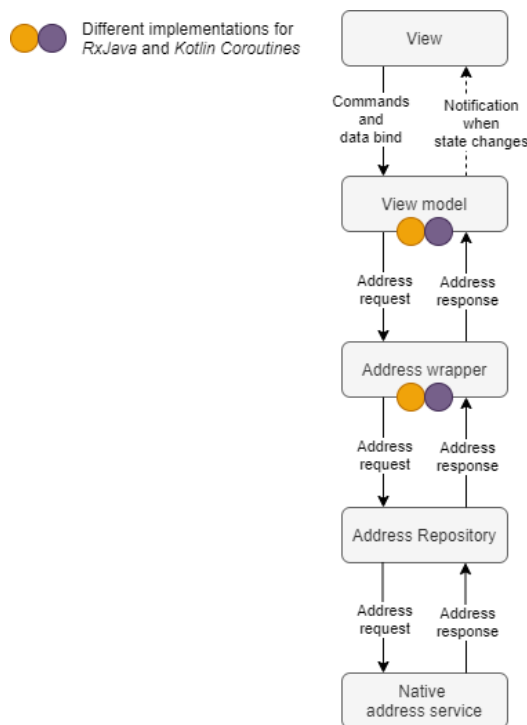 Different implementations for
RxJava and Kotlin Coroutines
View
Commands
and
data bind
Notification
when
state changes
View model
Address
request
Address
response
Address wrapper
Address
request
Address
response
Address Repository
Address
request
Address
response
Native
address service